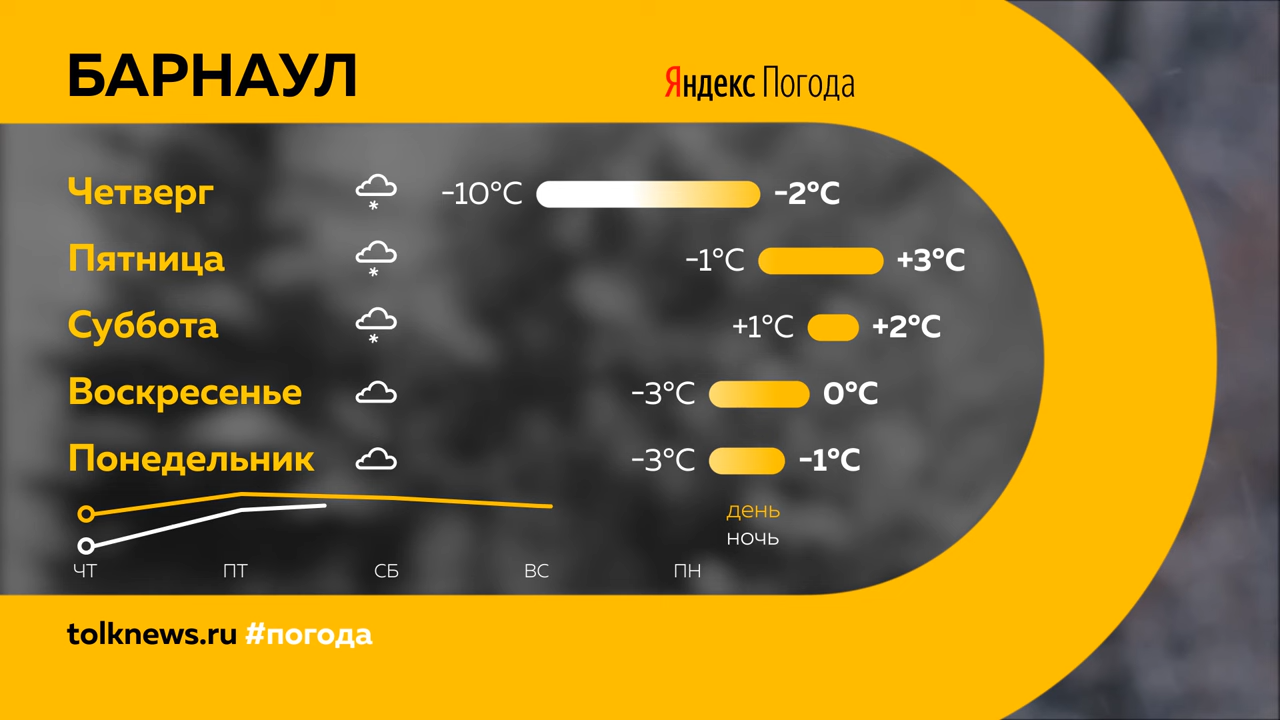 БАРНАУЛ
Яндекс Погода
Четверг -10°C -2°C
Пятница -1°C +3°C
Суббота +1°C +2°C
Воскресенье -3°C 0°C
Понедельник -3°C -1°C
день
ночь
ЧТ ПТ СБ ВС ПН
tolknews.ru #погода